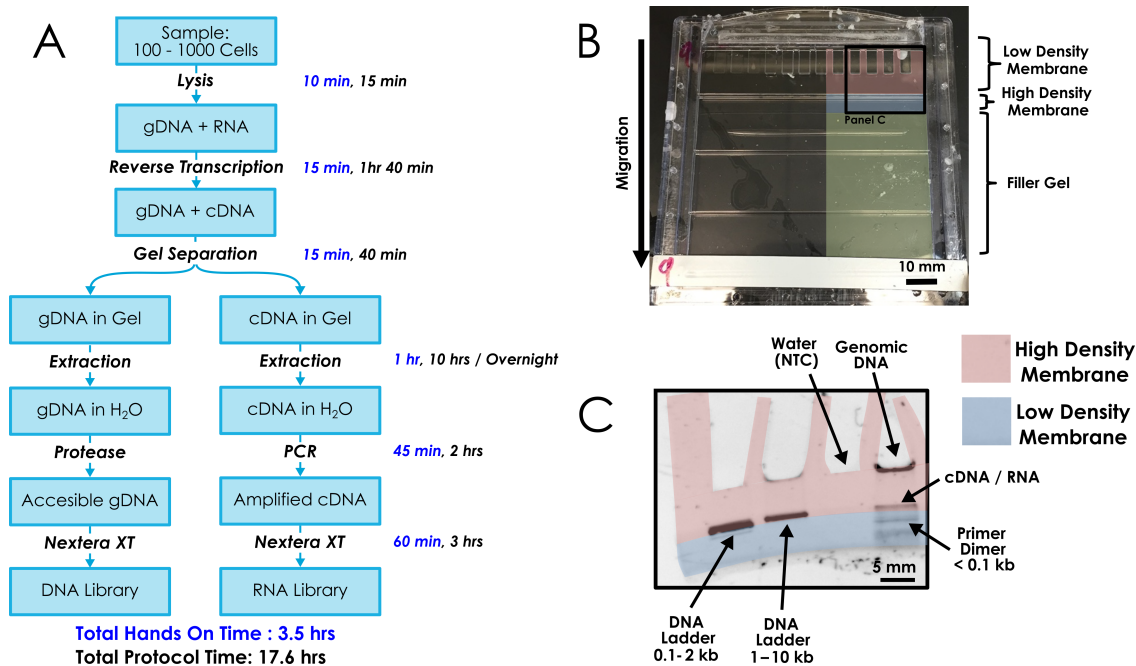 A
Sample:
100 - 1000 Cells
Lysis
10 min, 15 min
gDNA + RNA
Reverse Transcription
15 min, 1hr 40 min
gDNA + cDNA
Gel Separation
15 min, 40 min
gDNA in Gel
cDNA in Gel
Extraction
Extraction
1 hr, 10 hrs / Overnight
gDNA in H₂O
cDNA in H₂O
Protease
PCR
45 min, 2 hrs
Accesible gDNA
Amplified cDNA
Nextera XT
Nextera XT
60 min, 3 hrs
DNA Library
RNA Library
Total Hands On Time : 3.5 hrs
Total Protocol Time: 17.6 hrs
B
Migration
Low Density
Membrane
High Density
Membrane
Panel C
Filler Gel
10 mm
C
Water
(NTC)
Genomic
DNA
High Density
Membrane
Low Density
Membrane
cDNA / RNA
Primer
Dimer
< 0.1 kb
5 mm
DNA
Ladder
0.1- 2 kb
DNA
Ladder
1–10 kb